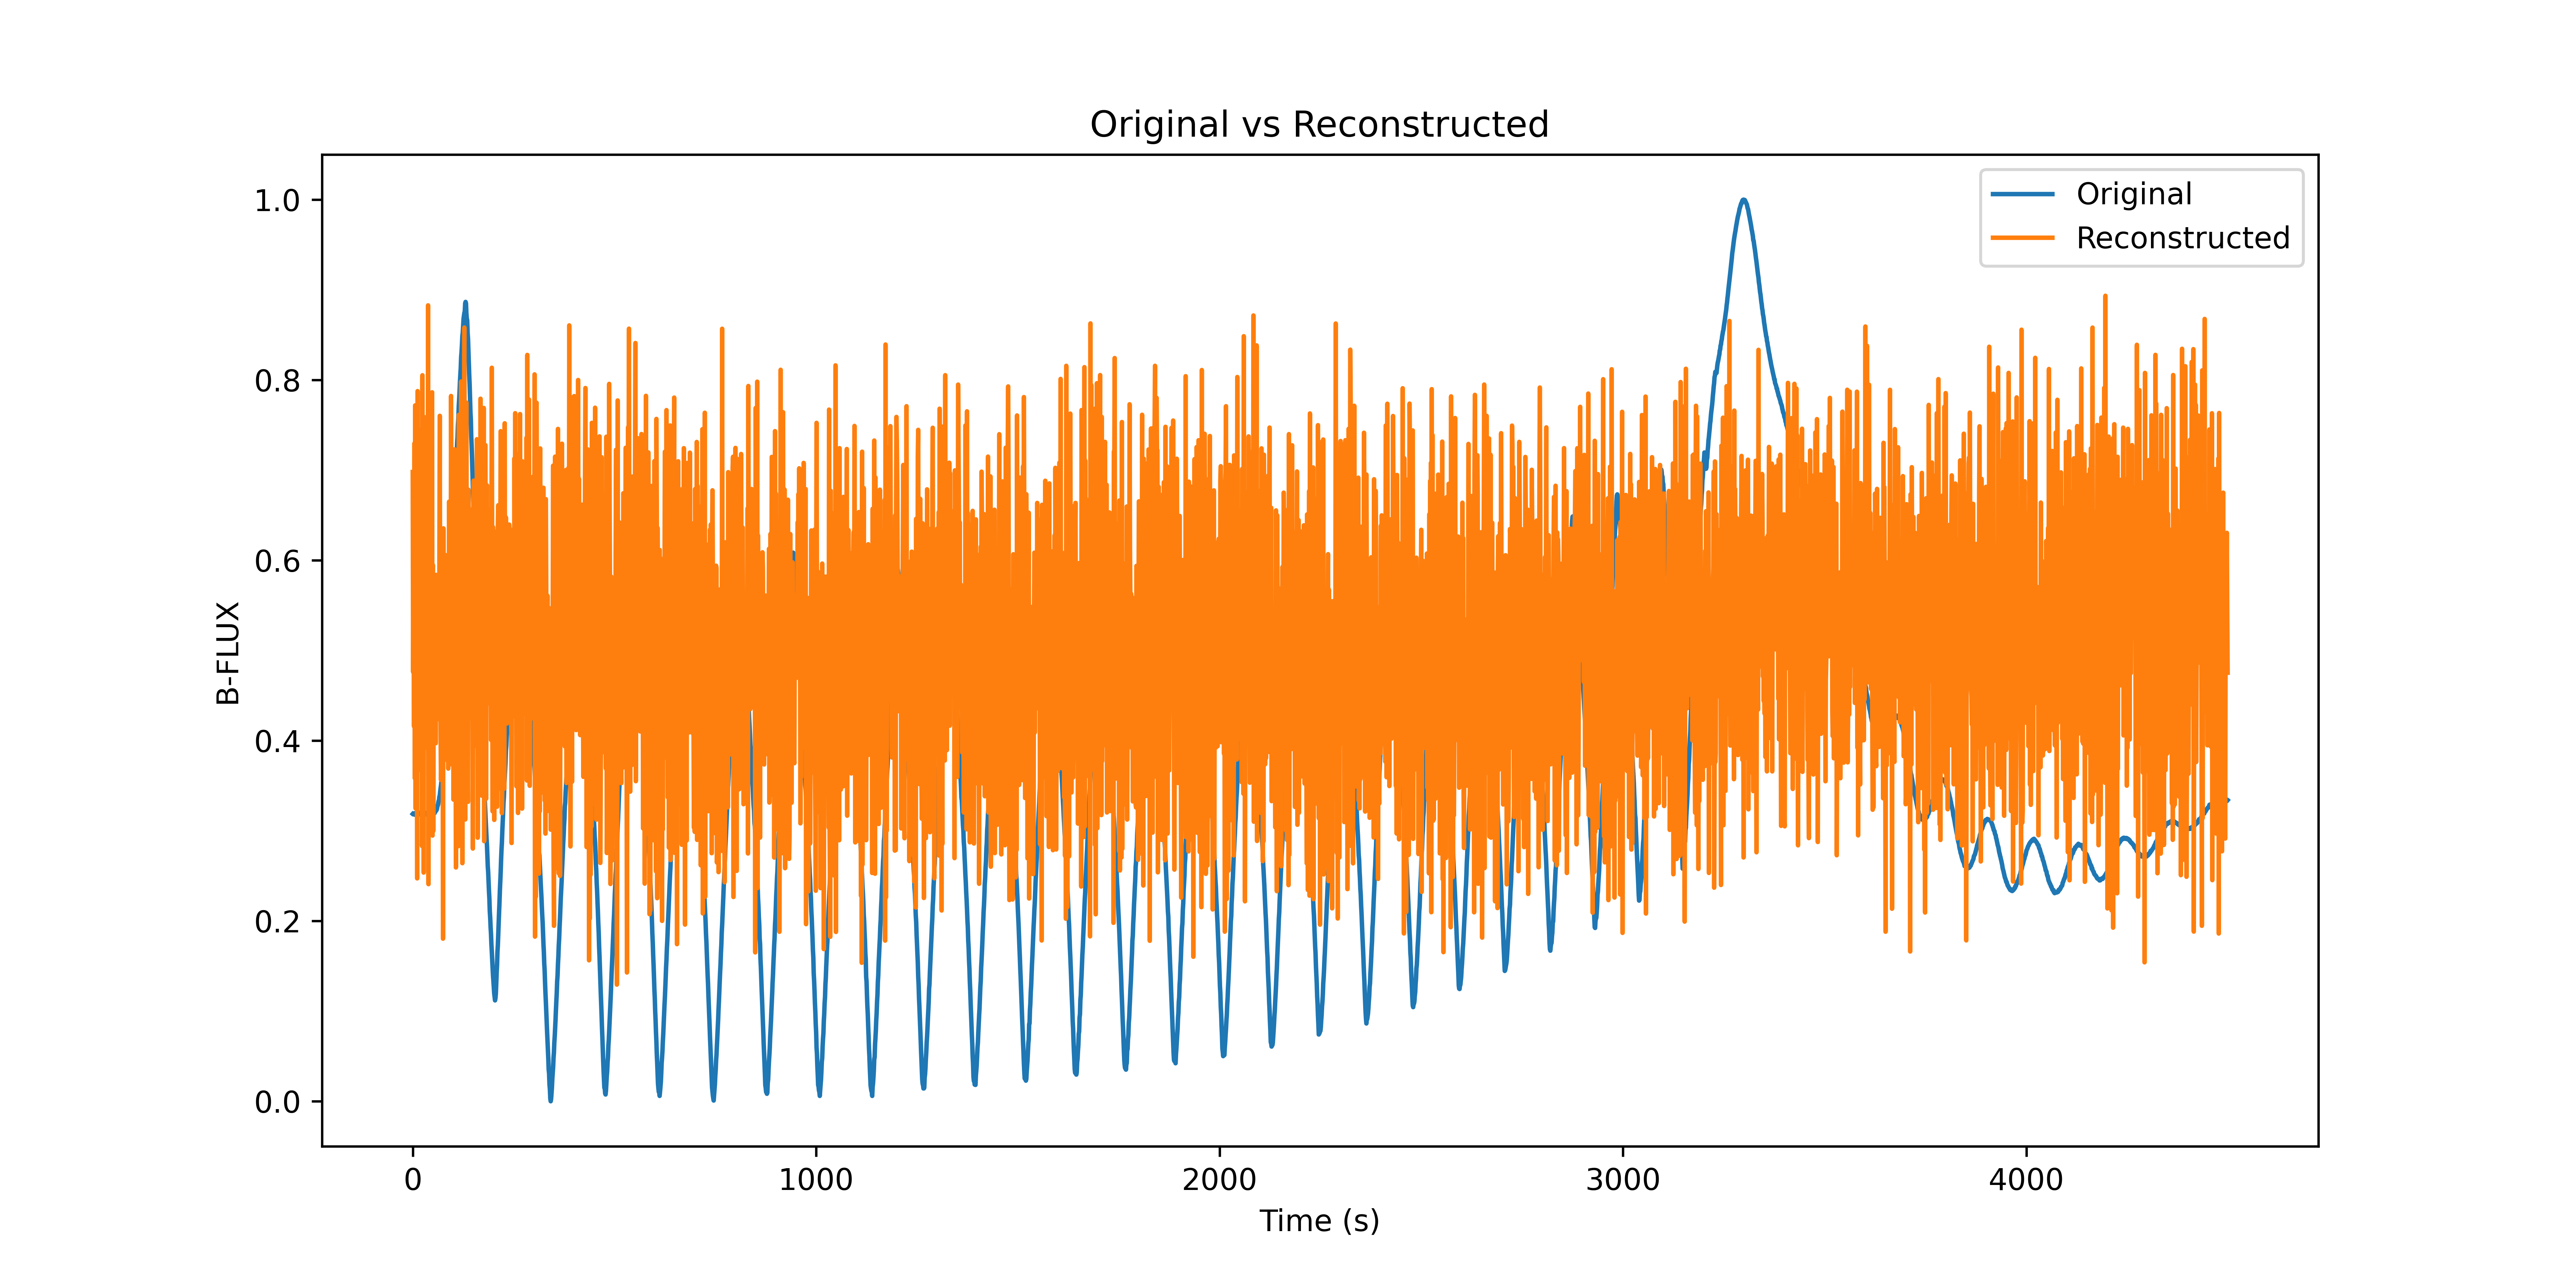 Original vs Reconstructed
Original
Reconstructed
1.0
0.8
0.6
0.4
0.2
0.0
B-FLUX
0 1000 2000 3000 4000
Time (s)